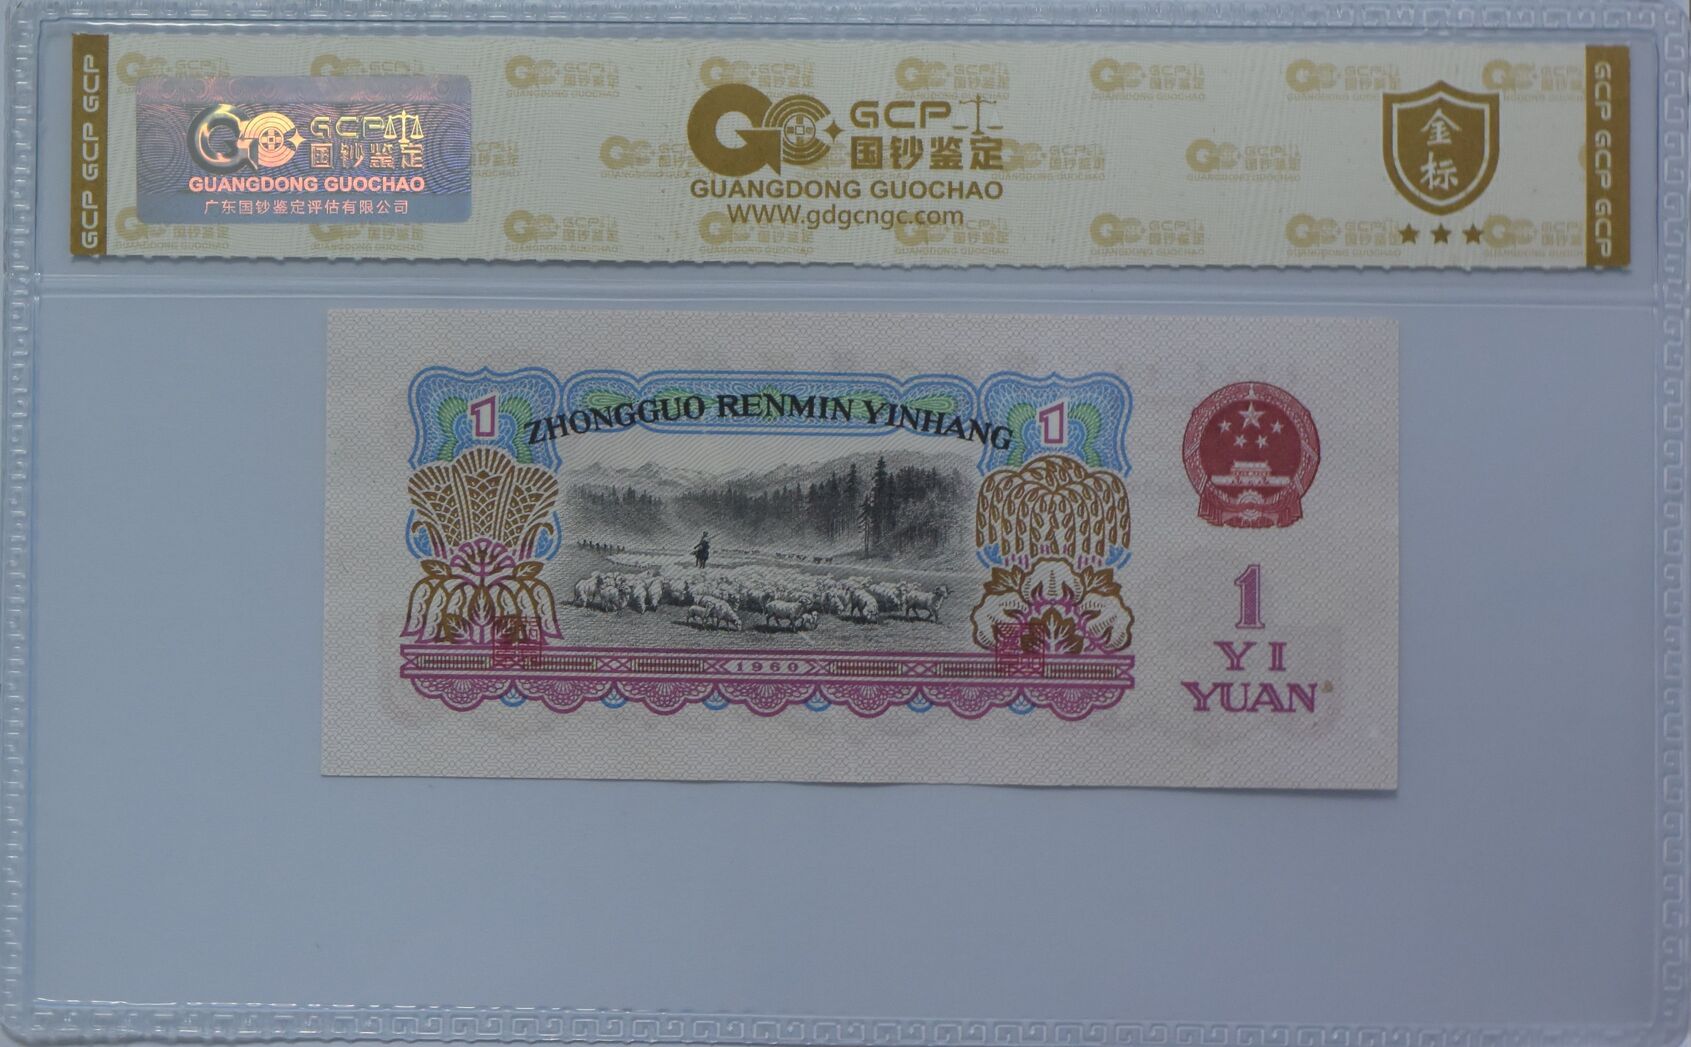 GCP GCP
GCP
国钞鉴定
GUANGDONG GUOCHAO
广东国钞鉴定评估有限公司
GCP
国钞鉴定
GUANGDONG GUOCHAO
WWW.gdgcngc.com
金
标
GCP GCP GCP
ZHONGGUO RENMIN YINHANG
1
1
1960
1
YI
YUAN